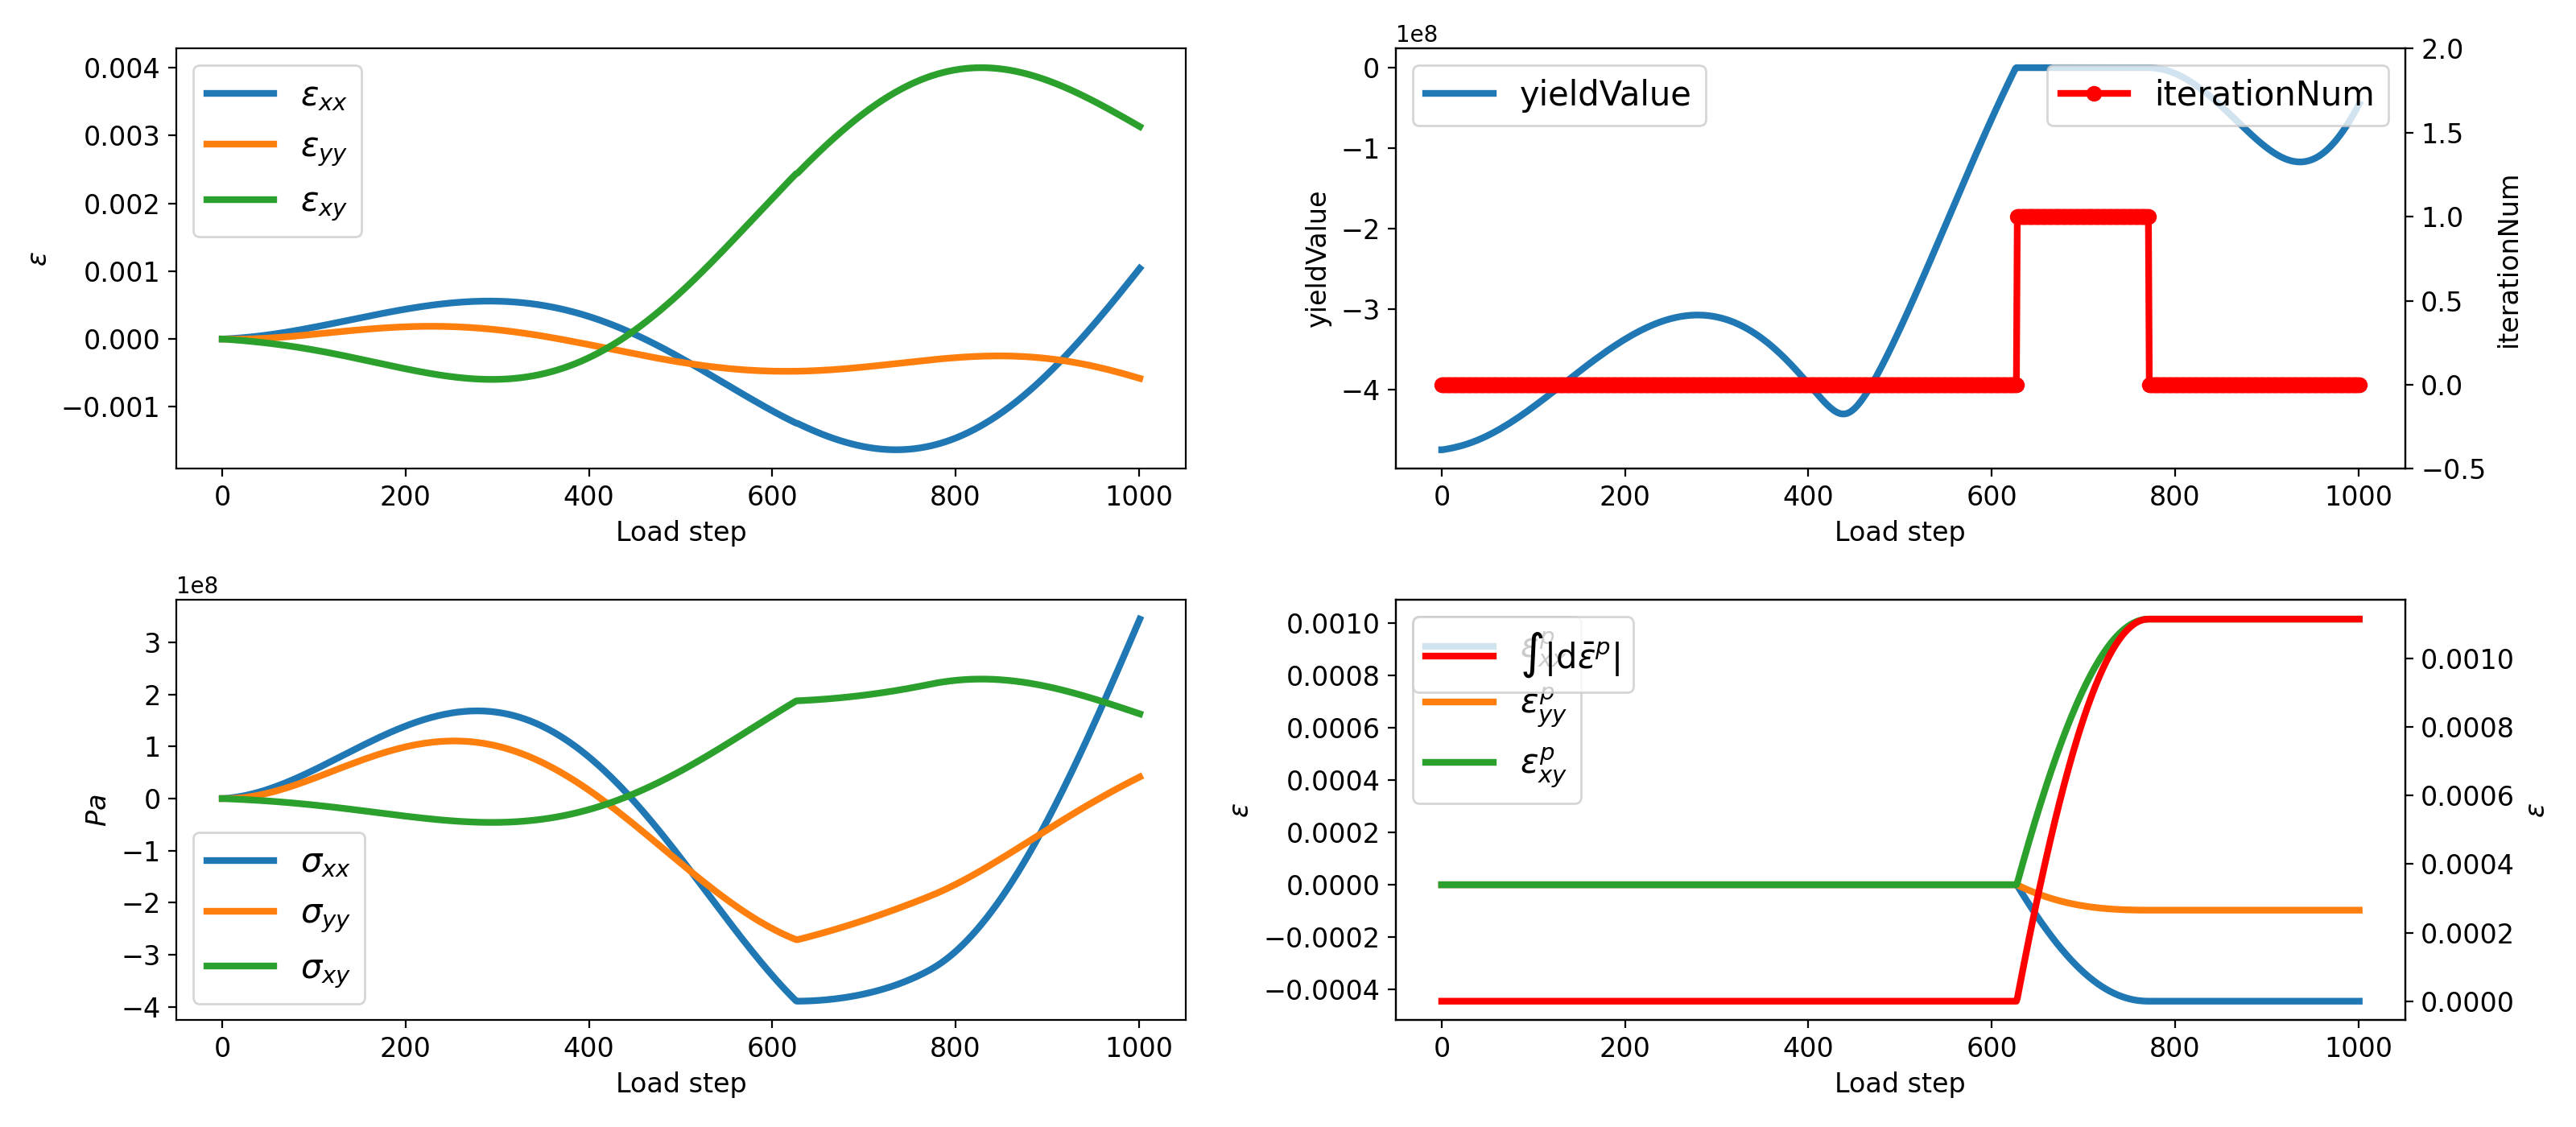 0.004
0.003
0.002
0.001
0.000
−0.001
ε
ε_xx
ε_yy
ε_xy
0 200 400 600 800 1000
Load step
1e8
0
−1
−2
−3
−4
yieldValue
yieldValue
iterationNum
2.0
1.5
1.0
0.5
0.0
−0.5
iterationNum
0 200 400 600 800 1000
Load step
1e8
3
2
1
0
−1
−2
−3
−4
Pa
σ_xx
σ_yy
σ_xy
0 200 400 600 800 1000
Load step
0.0010
0.0008
0.0006
0.0004
0.0002
0.0000
−0.0002
−0.0004
ε
ε^p_xx
∫|dε̄^p|
ε^p_yy
ε^p_xy
0.0010
0.0008
0.0006
0.0004
0.0002
0.0000
ε
0 200 400 600 800 1000
Load step